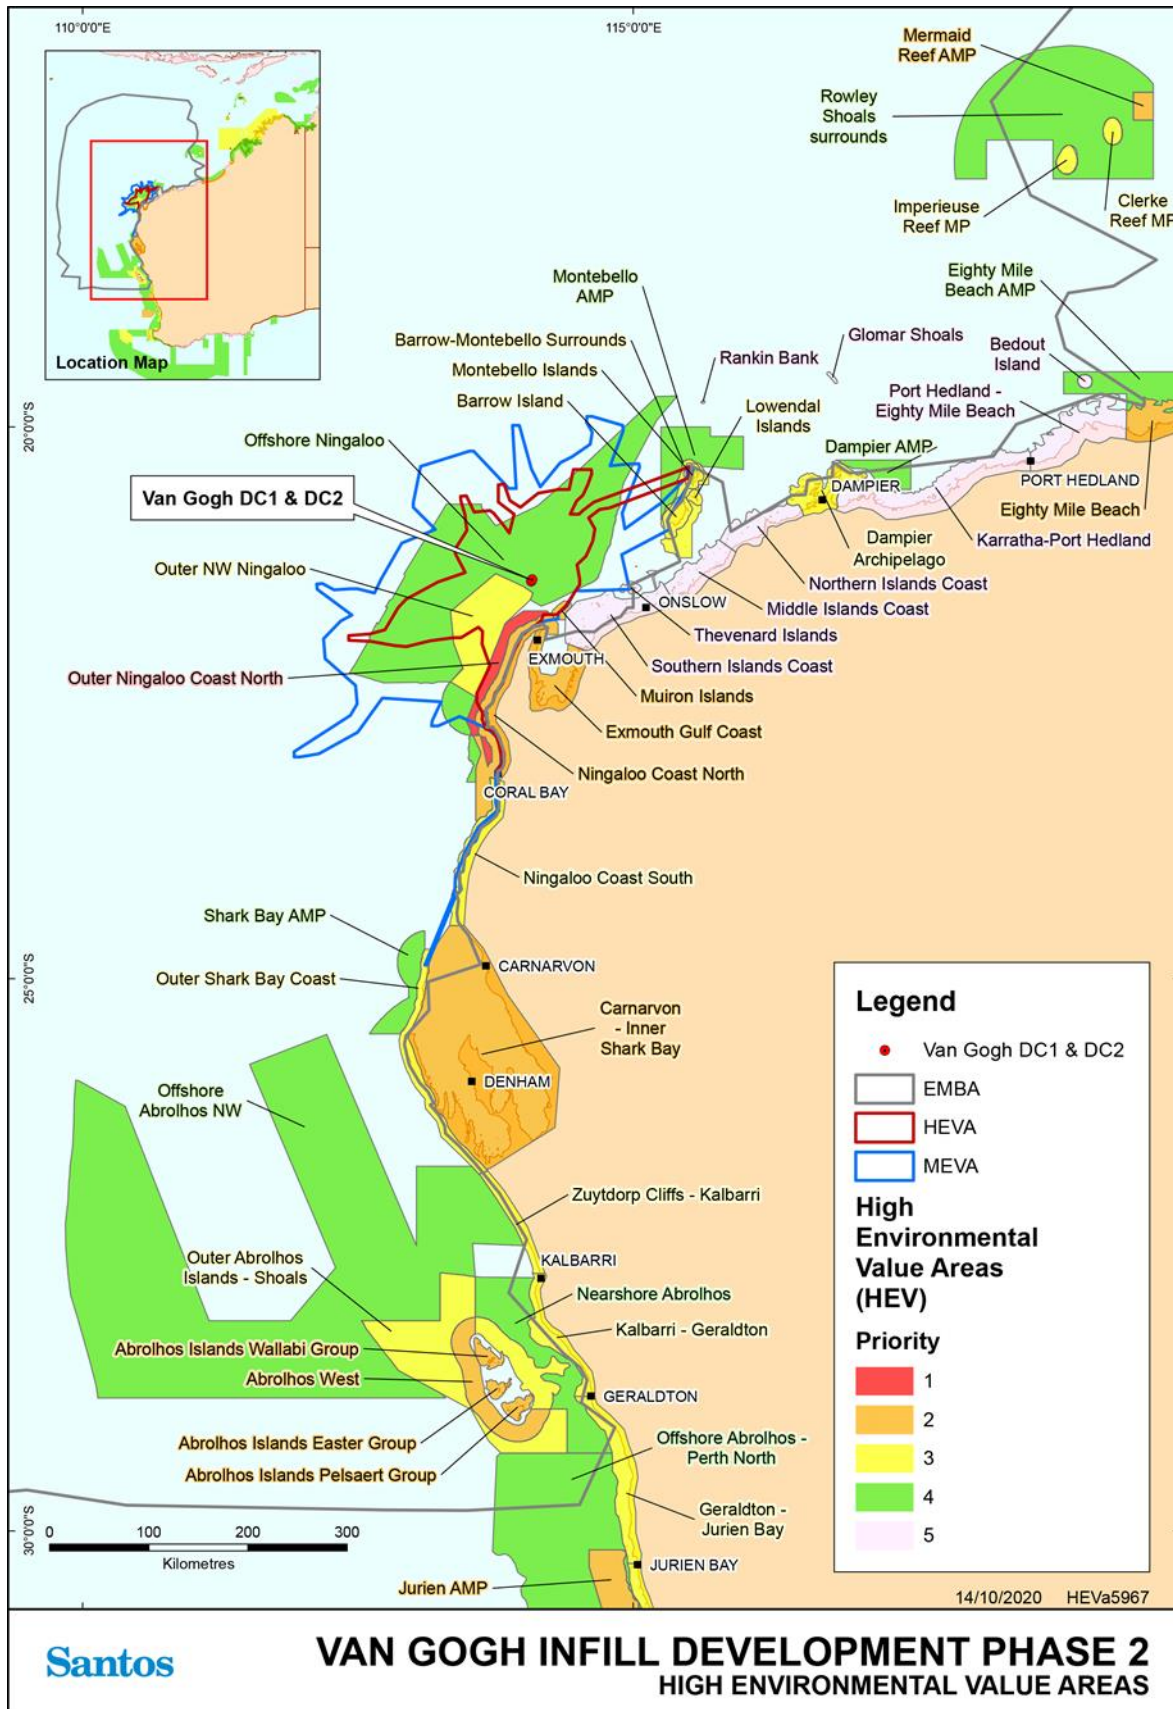 110°0'0"E
115°0'0"E
Mermaid
Reef AMP
Rowley
Shoals
surrounds
Imperieuse
Reef MP
Clerke
Reef MP
Location Map
Montebello
AMP
Eighty Mile
Beach AMP
Barrow-Montebello Surrounds
Glomar Shoals
Rankin Bank
Bedout
Island
Montebello Islands
Port Hedland -
Eighty Mile Beach
Barrow Island
Lowendal
Islands
20°0'0"S
Offshore Ningaloo
Dampier AMP
DAMPIER
PORT HEDLAND
Van Gogh DC1 & DC2
Eighty Mile Beach
Dampier
Archipelago
Karratha-Port Hedland
Outer NW Ningaloo
Northern Islands Coast
ONSLOW
Middle Islands Coast
Thevenard Islands
EXMOUTH
Southern Islands Coast
Outer Ningaloo Coast North
Muiron Islands
Exmouth Gulf Coast
Ningaloo Coast North
CORAL BAY
Ningaloo Coast South
Shark Bay AMP
Outer Shark Bay Coast
CARNARVON
25°0'0"S
Carnarvon
- Inner
Shark Bay
DENHAM
Offshore
Abrolhos NW
Zuytdorp Cliffs - Kalbarri
Outer Abrolhos
Islands - Shoals
KALBARRI
Nearshore Abrolhos
Kalbarri - Geraldton
Abrolhos Islands Wallabi Group
Abrolhos West
GERALDTON
Abrolhos Islands Easter Group
Offshore Abrolhos -
Perth North
Abrolhos Islands Pelsaert Group
Geraldton -
Jurien Bay
30°0'0"S
0 100 200 300
Kilometres
JURIEN BAY
Jurien AMP
Legend
Van Gogh DC1 & DC2
EMBA
HEVA
MEVA
High
Environmental
Value Areas
(HEV)
Priority
1
2
3
4
5
14/10/2020 HEVa5967
Santos
VAN GOGH INFILL DEVELOPMENT PHASE 2
HIGH ENVIRONMENTAL VALUE AREAS